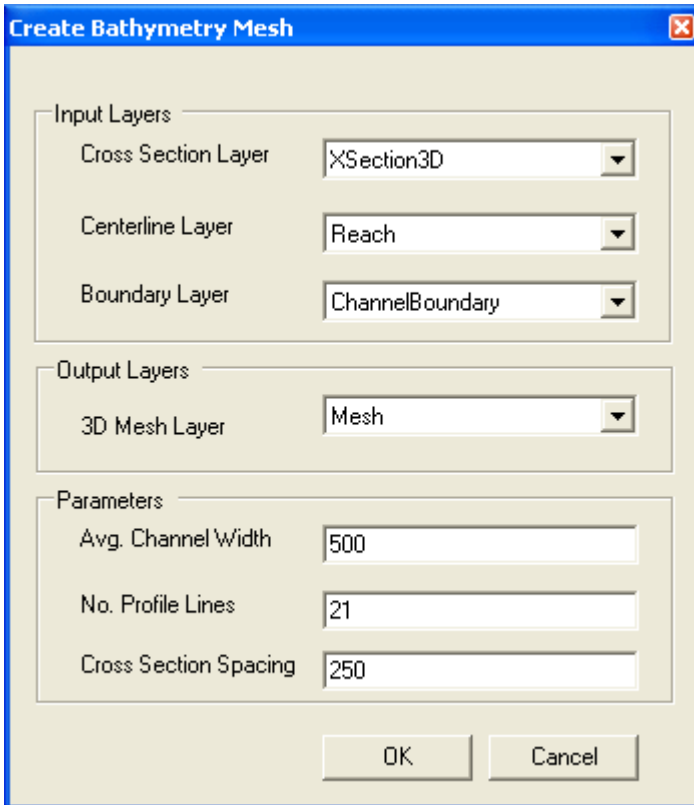 Create Bathymetry Mesh
Input Layers
Cross Section Layer XSection3D
Centerline Layer Reach
Boundary Layer ChannelBoundary
Output Layers
3D Mesh Layer Mesh
Parameters
Avg. Channel Width 500
No. Profile Lines 21
Cross Section Spacing 250
OK Cancel